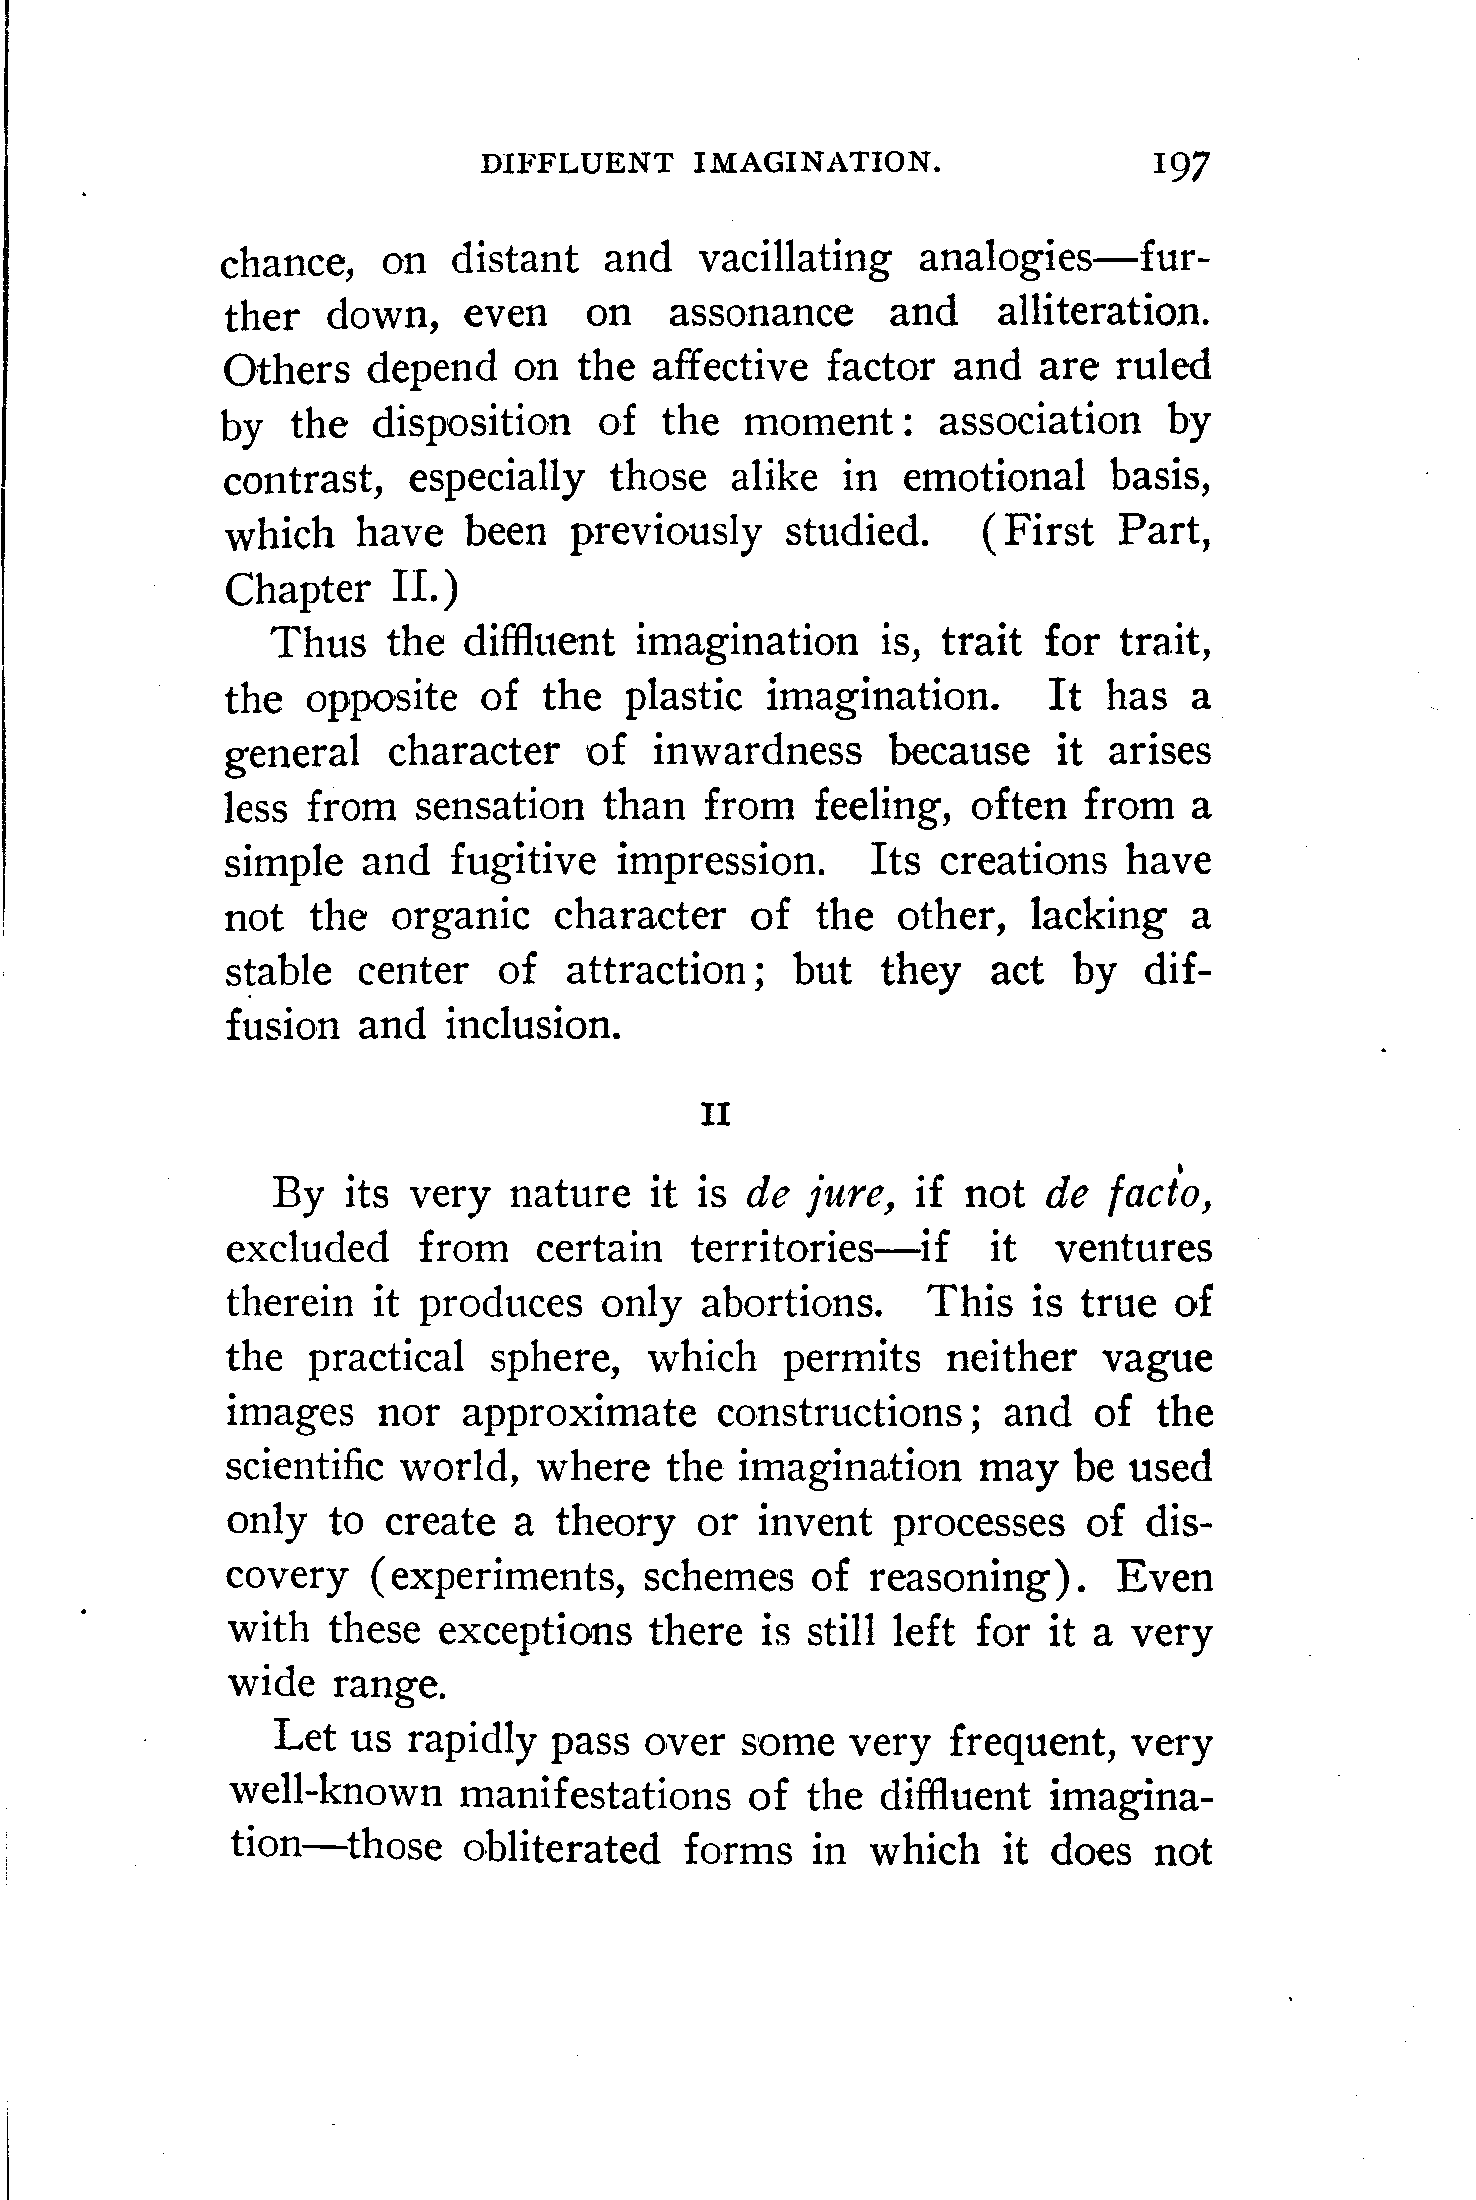 DIFFLUENT IMAGINATION. 197
chance, on distant and vacillating analogies—fur-
ther down, even on assonance and alliteration.
Others depend on the affective factor and are ruled
by the disposition of the moment: association by
contrast, especially those alike in emotional basis,
which have been previously studied. (First Part,
Chapter II.)
Thus the diffluent imagination is, trait for trait,
the opposite of the plastic imagination. It has a
general character of inwardness because it arises
less from sensation than from feeling, often from a
simple and fugitive impression. Its creations have
not the organic character of the other, lacking a
stable center of attraction; but they act by dif-
fusion and inclusion.
II
By its very nature it is de jure, if not de facto,
excluded from certain territories—if it ventures
therein it produces only abortions. This is true of
the practical sphere, which permits neither vague
images nor approximate constructions; and of the
scientific world, where the imagination may be used
only to create a theory or invent processes of dis-
covery (experiments, schemes of reasoning). Even
with these exceptions there is still left for it a very
wide range.
Let us rapidly pass over some very frequent, very
well-known manifestations of the diffluent imagina-
tion—those obliterated forms in which it does not